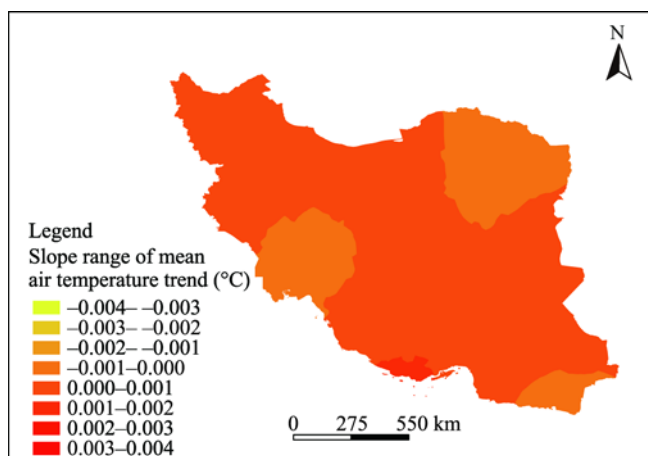 N
Legend
Slope range of mean
air temperature trend (°C)
−0.004– −0.003
−0.003– −0.002
−0.002– −0.001
−0.001–0.000
0.000–0.001
0.001–0.002
0.002–0.003
0.003–0.004
0 275 550 km